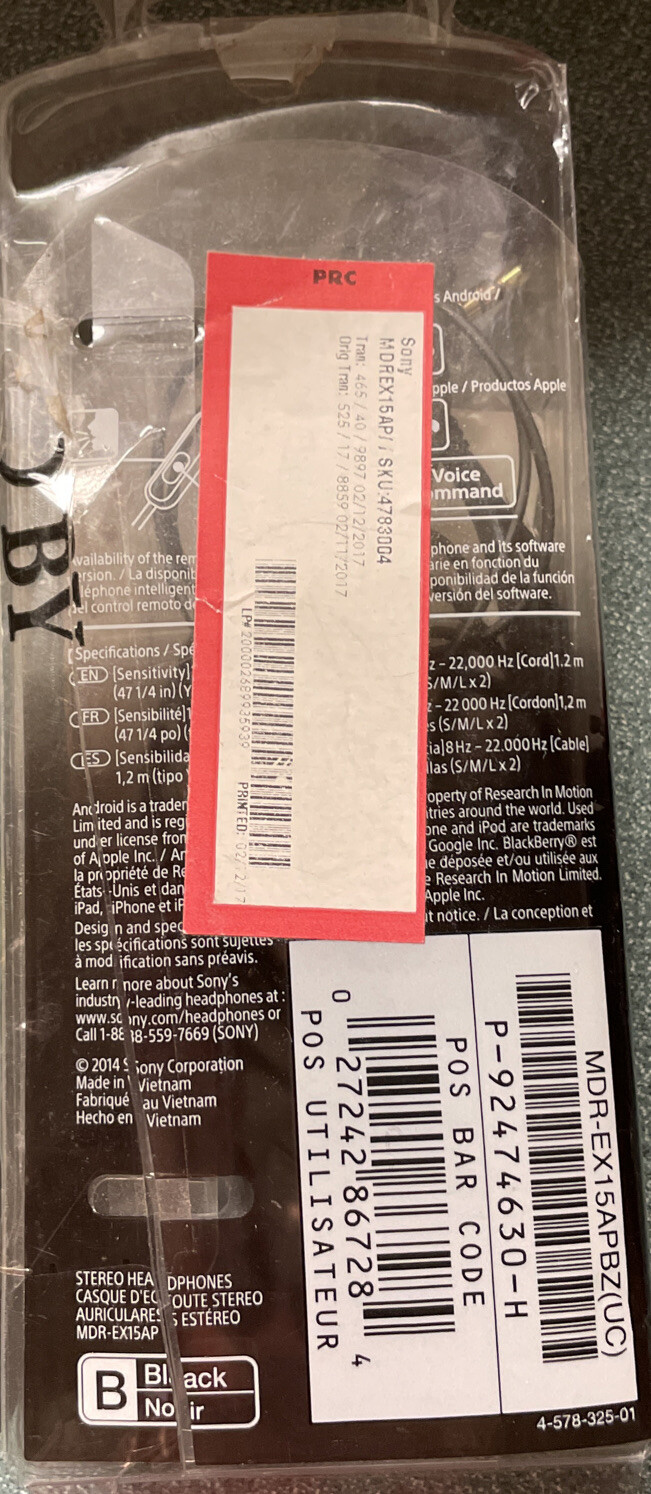 PRC
Sony
MDREX15AP/, SKU:4783004
Tran: 465 / 40 / 9897 02/12/2017
Orig Tran: 525 / 17 / 8859 02/11/2017
LP# 200002689935939
PRINTED: 02/12/17
s Android /
pple / Productos Apple
Voice
mmand
BY
vailability of the rem
phone and its software
ersion. / La disponib
arie en fonction du
léphone intelligent
ponibilidad de la función
el control remoto d
versión del software.
Specifications / Spé
EN [Sensitivity]
z – 22,000 Hz [Cord]1.2 m
(47 1/4 in) (Y
S/M/L x 2)
FR [Sensibilité]
z – 22 000 Hz [Cordon]1,2 m
(47 1/4 po) (
s (S/M/L x 2)
ES [Sensibilida
ia]8 Hz – 22.000 Hz [Cable]
1,2 m (tipo
llas (S/M/L x 2)
Android is a trader
operty of Research In Motion
Limited and is reg
tries around the world. Used
under license from
one and iPod are trademarks
of Apple Inc. / An
Google Inc. BlackBerry® est
la propriété de Re
e déposée et/ou utilisée aux
États-Unis et dan
e Research In Motion Limited.
iPad, iPhone et iP
Apple Inc.
Design and spec
t notice. / La conception et
les spécifications sont sujettes
à modification sans préavis.
Learn more about Sony's
industry-leading headphones at :
www.sony.com/headphones or
Call 1-888-559-7669 (SONY)
© 2014 Sony Corporation
Made in Vietnam
Fabriqué au Vietnam
Hecho en Vietnam
STEREO HEADPHONES
CASQUE D'ÉCOUTE STEREO
AURICULARES ESTÉREO
MDR-EX15AP
B Black
Noir
MDR-EX15APBZ(UC)
P-92474630-H
POS BAR CODE
0 27242 86728 4
POS UTILISATEUR
4-578-325-01